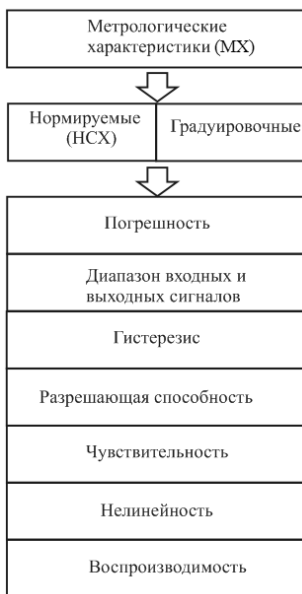 Метрологические
характеристики (МХ)
Нормируемые
(НСХ)
Градуировочные
Погрешность
Диапазон входных и
выходных сигналов
Гистерезис
Разрешающая способность
Чувствительность
Нелинейность
Воспроизводимость